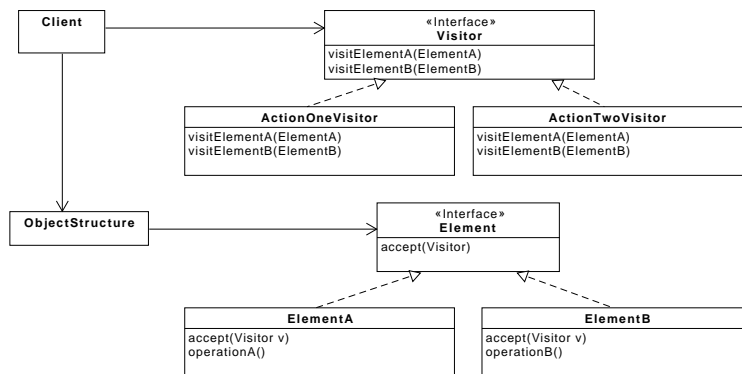 Client
«Interface»
Visitor
visitElementA(ElementA)
visitElementB(ElementB)
ActionOneVisitor
visitElementA(ElementA)
visitElementB(ElementB)
ActionTwoVisitor
visitElementA(ElementA)
visitElementB(ElementB)
ObjectStructure
«Interface»
Element
accept(Visitor)
ElementA
accept(Visitor v)
operationA()
ElementB
accept(Visitor v)
operationB()